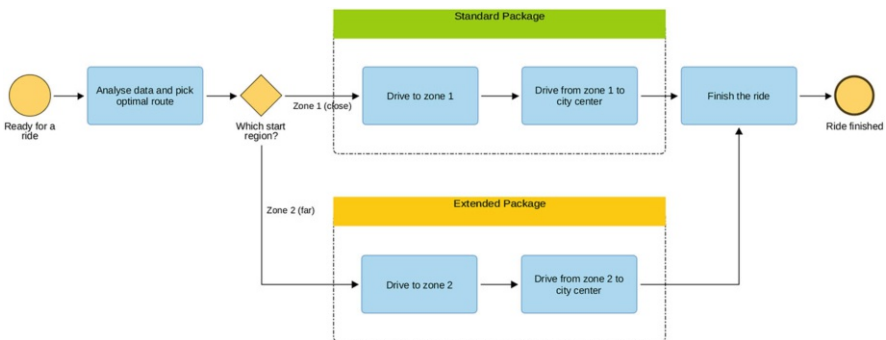 Standard Package
Ready for a
ride
Analyse data and pick
optimal route
Which start
region?
Zone 1 (close)
Drive to zone 1
Drive from zone 1 to
city center
Finish the ride
Ride finished
Zone 2 (far)
Extended Package
Drive to zone 2
Drive from zone 2 to
city center